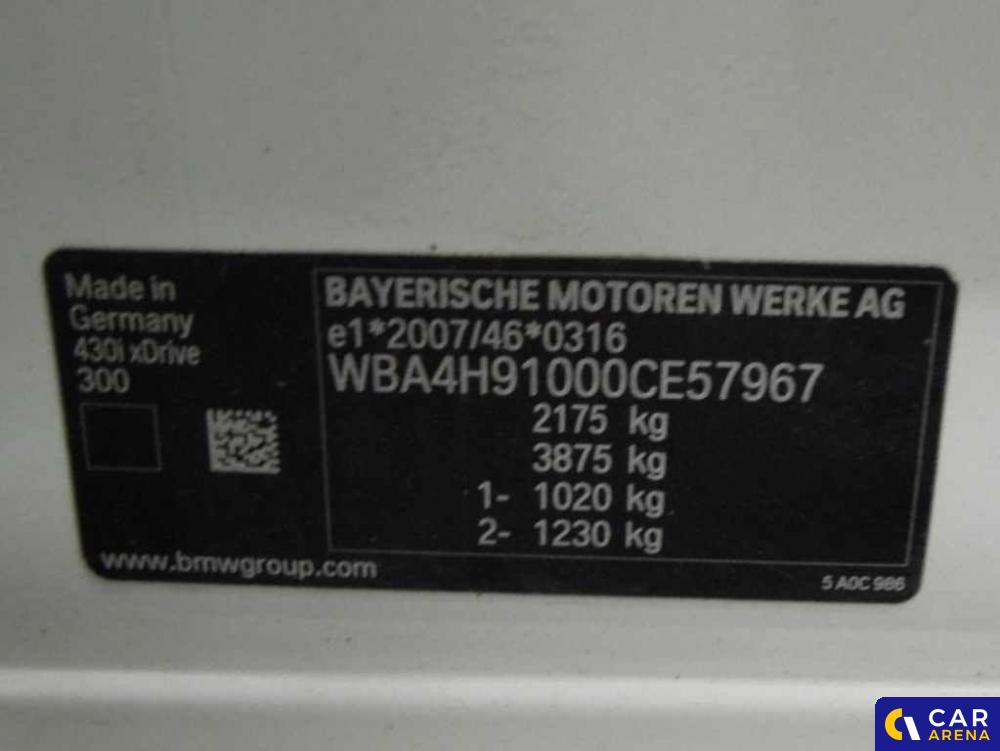 Made in
Germany
430i xDrive
300
BAYERISCHE MOTOREN WERKE AG
e1*2007/46*0316
WBA4H91000CE57967
2175 kg
3875 kg
1- 1020 kg
2- 1230 kg
www.bmwgroup.com
5 A0C 986
CAR
ARENA